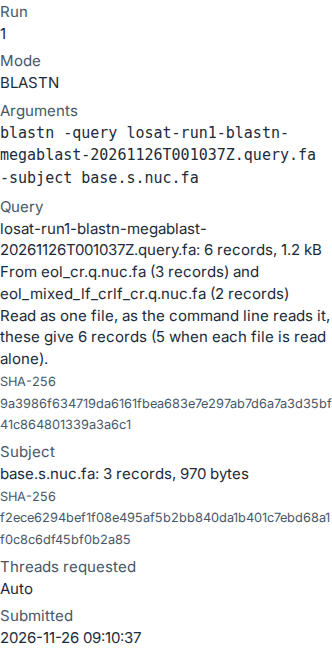 Run
1
Mode
BLASTN
Arguments
blastn -query losat-run1-blastn-
megablast-20261126T001037Z.query.fa
-subject base.s.nuc.fa
Query
losat-run1-blastn-megablast-
20261126T001037Z.query.fa: 6 records, 1.2 kB
From eol_cr.q.nuc.fa (3 records) and
eol_mixed_lf_crlf_cr.q.nuc.fa (2 records)
Read as one file, as the command line reads it,
these give 6 records (5 when each file is read
alone).
SHA-256
9a3986f634719da6161fbea683e7e297ab7d6a7a3d35bf
41c864801339a3a6c1
Subject
base.s.nuc.fa: 3 records, 970 bytes
SHA-256
f2ece6294bef1f08e495af5b2bb840da1b401c7ebd68a1
f0c8c6df45bf0b2a85
Threads requested
Auto
Submitted
2026-11-26 09:10:37